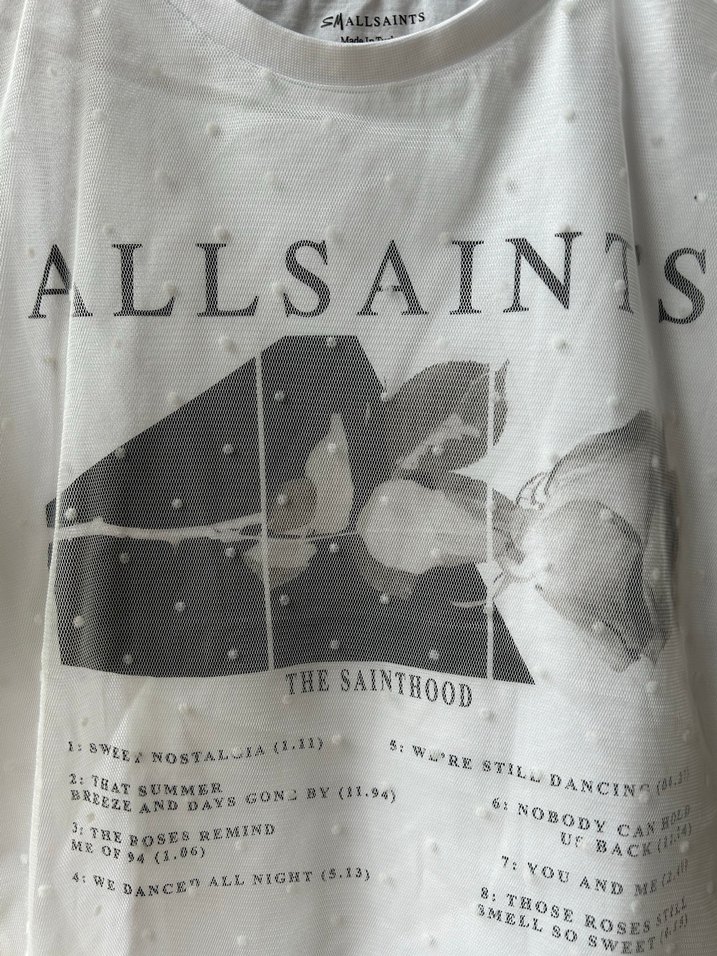 SMALLSAINTS
Made In
ALLSAINTS
THE SAINTHOOD
1: SWEET NOSTALGIA (1.11)
2: THAT SUMMER
BREEZE AND DAYS GONE BY (11.94)
3: THE ROSES REMIND
ME OF 94 (1.06)
4: WE DANCED ALL NIGHT (5.13)
5: WE'RE STILL DANCING
6: NOBODY CAN HOLD
US BACK
7: YOU AND ME
8: THOSE ROSES STILL
SMELL SO SWEET